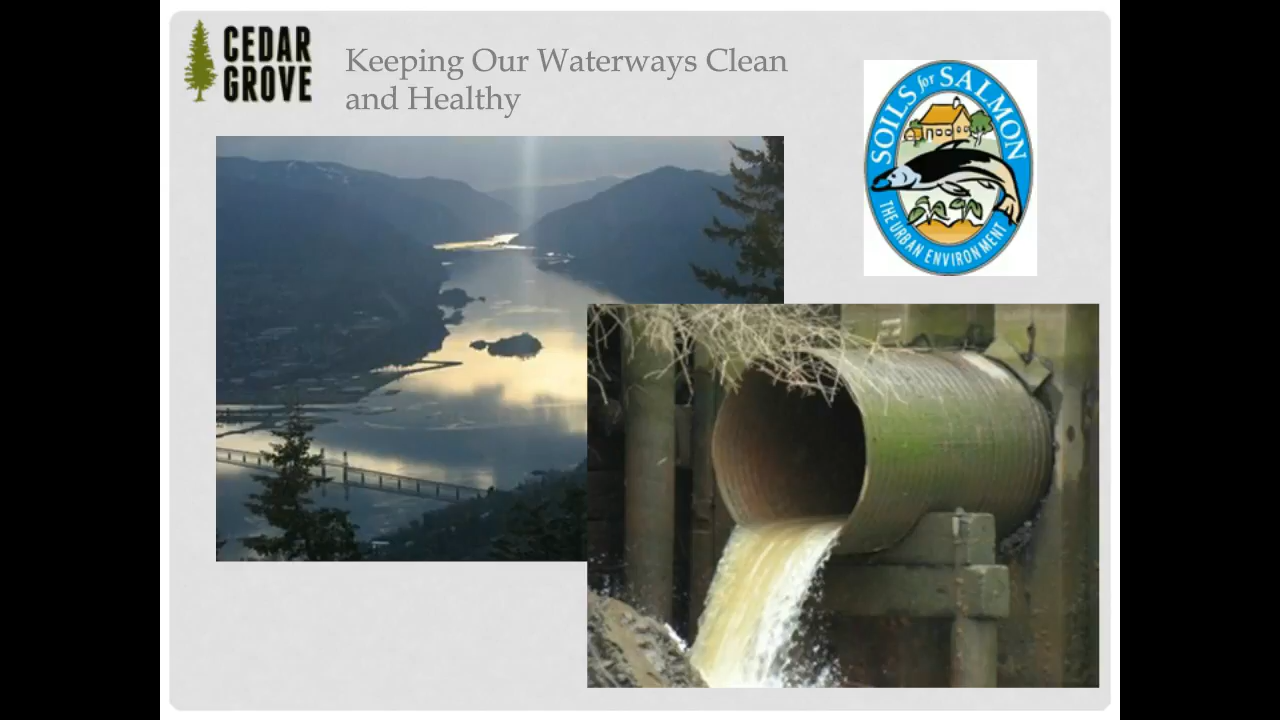 CEDAR
GROVE
Keeping Our Waterways Clean
and Healthy
SOILS for SALMON
THE URBAN ENVIRONMENT